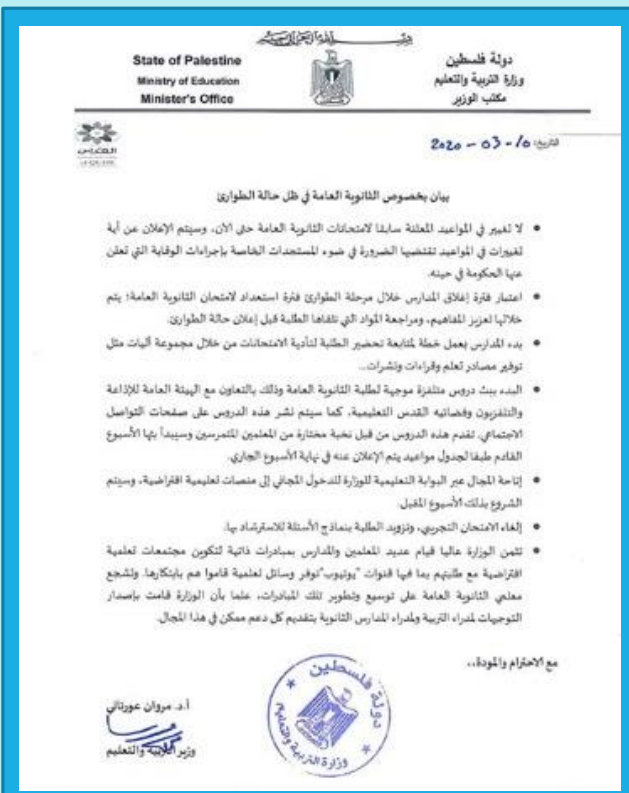 بسم الله الرحمن الرحيم
State of Palestine
Ministry of Education
Minister's Office
دولة فلسطين
وزارة التربية والتعليم
مكتب الوزير
القدس
التاريخ: 10-03-2020
بيان بخصوص الثانوية العامة في ظل حالة الطوارئ
• لا تغيير في المواعيد المعلنة سابقا لامتحانات الثانوية العامة حتى الآن، وسيتم الإعلان عن أية
تغييرات في المواعيد تقتضيها الضرورة في ضوء المستجدات الخاصة بإجراءات الوقاية التي تعلن
عنها الحكومة في حينه.
• اعتبار فترة إغلاق المدارس خلال مرحلة الطوارئ فترة استعداد لامتحان الثانوية العامة؛ يتم
خلالها تعزيز المفاهيم، ومراجعة المواد التي تلقاها الطلبة قبل إعلان حالة الطوارئ.
• بدء المدارس بعمل خطة لمتابعة تحضير الطلبة لتأدية الامتحانات من خلال مجموعة آليات مثل
توفير مصادر تعلم وقراءات ونشرات...
• البدء ببث دروس متلفزة موجهة لطلبة الثانوية العامة وذلك بالتعاون مع الهيئة العامة للإذاعة
والتلفزيون وفضائية القدس التعليمية، كما سيتم نشر هذه الدروس على صفحات التواصل
الاجتماعي. تقدم هذه الدروس من قبل نخبة مختارة من المعلمين المتمرسين وسيبدأ بثها الأسبوع
القادم طبقا لجدول مواعيد يتم الإعلان عنه في نهاية الأسبوع الجاري.
• إتاحة المجال عبر البوابة التعليمية للوزارة للدخول المجاني إلى منصات تعليمية افتراضية، وسيتم
الشروع بذلك الأسبوع المقبل.
• إلغاء الامتحان التجريبي، وتزويد الطلبة بنماذج الأسئلة للاسترشاد بها.
• تثمن الوزارة عاليا قيام عديد المعلمين والمدارس بمبادرات ذاتية لتكوين مجتمعات تعلمية
افتراضية مع طلبتهم بما فيها قنوات "يوتيوب" توفر وسائل تعلمية قاموا هم بابتكارها. وتشجع
معلمي الثانوية العامة على توسيع وتطوير تلك المبادرات، علما بأن الوزارة قامت بإصدار
التوجيهات لمدراء التربية ولمدراء المدارس الثانوية بتقديم كل دعم ممكن في هذا المجال.
مع الاحترام والمودة،،
أ.د. مروان عورتاني
وزير التربية والتعليم
دولة فلسطين
وزارة التربية والتعليم